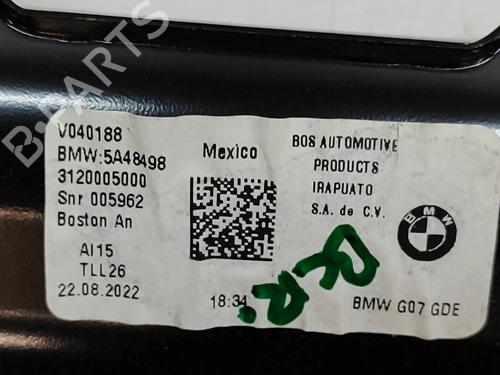 V040188
BMW:5A48498
3120005000
Snr 005962
Boston An
AI15
TLL26
22.08.2022
Mexico
18:34
BOS AUTOMOTIVE
PRODUCTS
IRAPUATO
S.A. de C.V.
BMW
BMW G07 GDE
B-PARTS